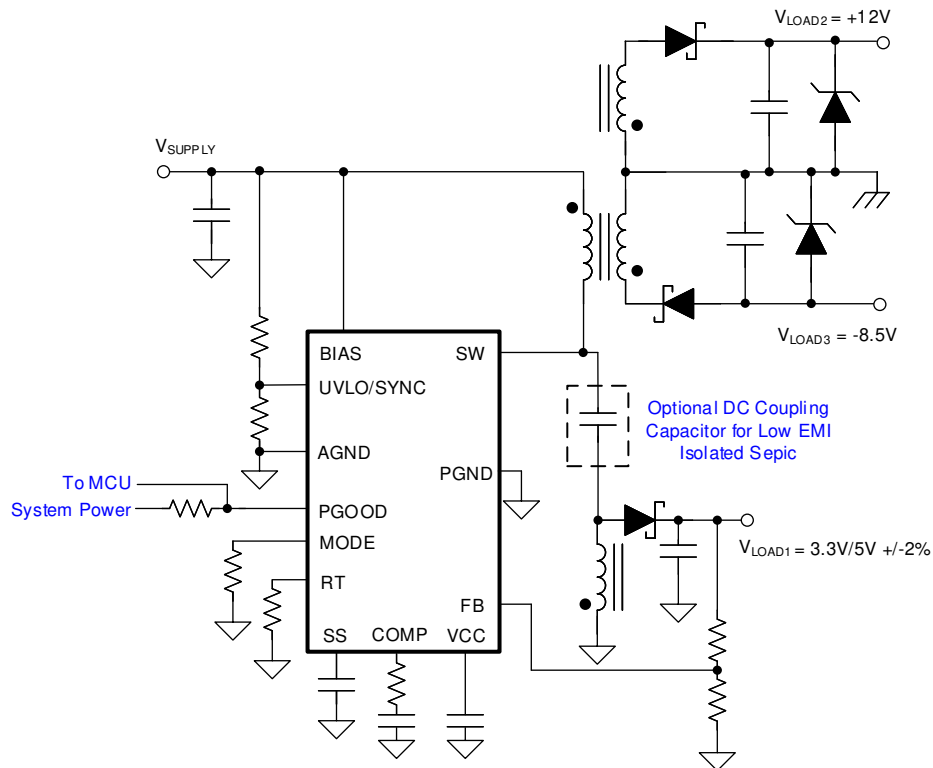 VLOAD2 = +12V
VSUPPLY
VLOAD3 = -8.5V
BIAS
SW
UVLO/SYNC
Optional DC Coupling
Capacitor for Low EMI
Isolated Sepic
AGND
PGND
To MCU
System Power
PGOOD
MODE
VLOAD1 = 3.3V/5V +/-2%
RT
FB
SS
COMP
VCC